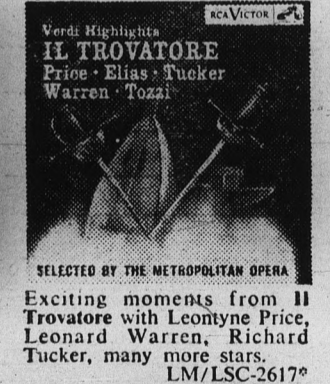 RCA VICTOR
Verdi Highlights
IL TROVATORE
Price · Elias · Tucker
Warren · Tozzi
SELECTED BY THE METROPOLITAN OPERA
Exciting moments from Il
Trovatore with Leontyne Price,
Leonard Warren, Richard
Tucker, many more stars.
LM/LSC-2617*